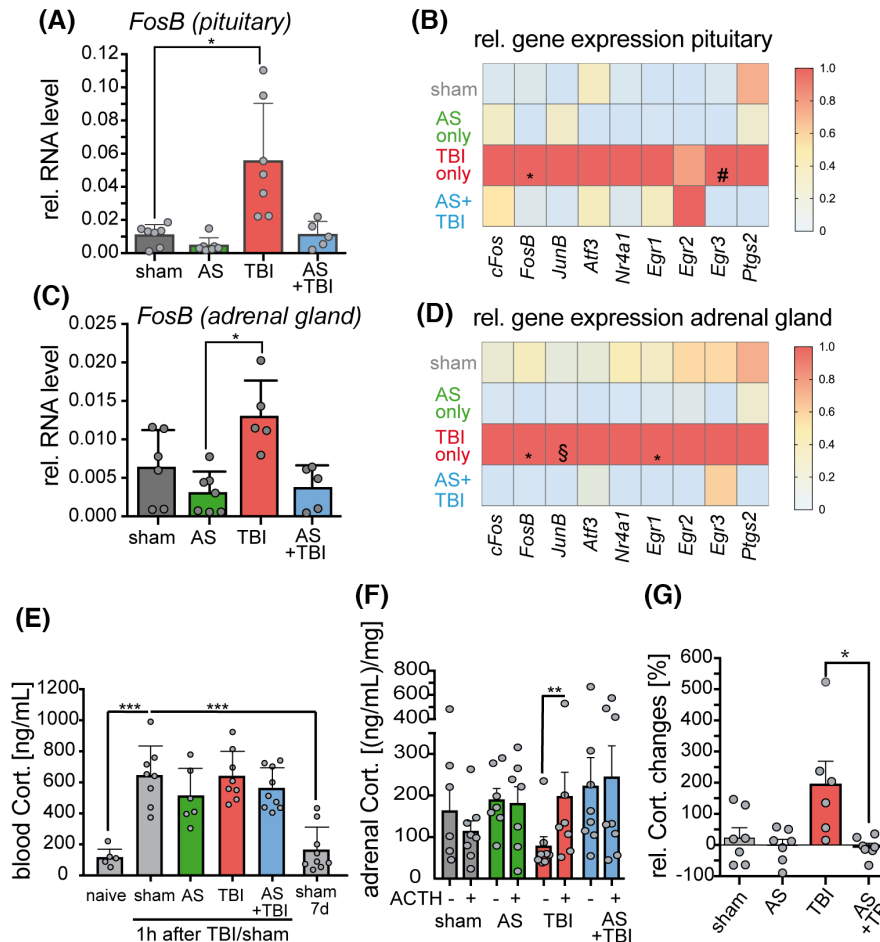 (A)
FosB (pituitary)
rel. RNA level
0.12
0.10
0.08
0.06
0.04
0.02
0.00
*
sham
AS
TBI
AS
+TBI
(B)
rel. gene expression pituitary
sham
AS
only
TBI
only
AS+
TBI
*
#
cFos
FosB
JunB
Atf3
Nr4a1
Egr1
Egr2
Egr3
Ptgs2
1.0
0.8
0.6
0.4
0.2
0
(C)
FosB (adrenal gland)
rel. RNA level
0.025
0.020
0.015
0.010
0.005
0.000
*
sham
AS
TBI
AS
+TBI
(D)
rel. gene expression adrenal gland
sham
AS
only
TBI
only
AS+
TBI
*
§
*
cFos
FosB
JunB
Atf3
Nr4a1
Egr1
Egr2
Egr3
Ptgs2
1.0
0.8
0.6
0.4
0.2
0
(E)
blood Cort. [ng/mL]
1200
1000
800
600
400
200
0
***
***
naive
sham
AS
TBI
AS
+TBI
sham
7d
1h after TBI/sham
(F)
adrenal Cort. [(ng/mL)/mg]
800
600
400
300
200
100
0
**
ACTH
- + - + - + - +
sham
AS
TBI
AS
+TBI
(G)
rel. Cort. changes [%]
600
500
400
300
200
100
0
-100
*
sham
AS
TBI
AS
+TB